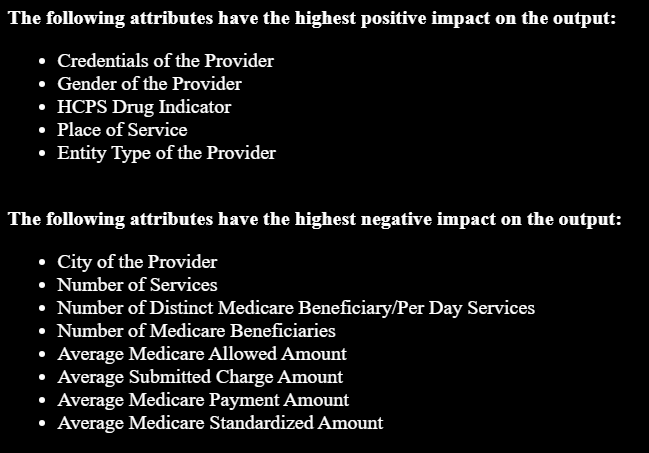 The following attributes have the highest positive impact on the output:
• Credentials of the Provider
• Gender of the Provider
• HCPS Drug Indicator
• Place of Service
• Entity Type of the Provider
The following attributes have the highest negative impact on the output:
• City of the Provider
• Number of Services
• Number of Distinct Medicare Beneficiary/Per Day Services
• Number of Medicare Beneficiaries
• Average Medicare Allowed Amount
• Average Submitted Charge Amount
• Average Medicare Payment Amount
• Average Medicare Standardized Amount